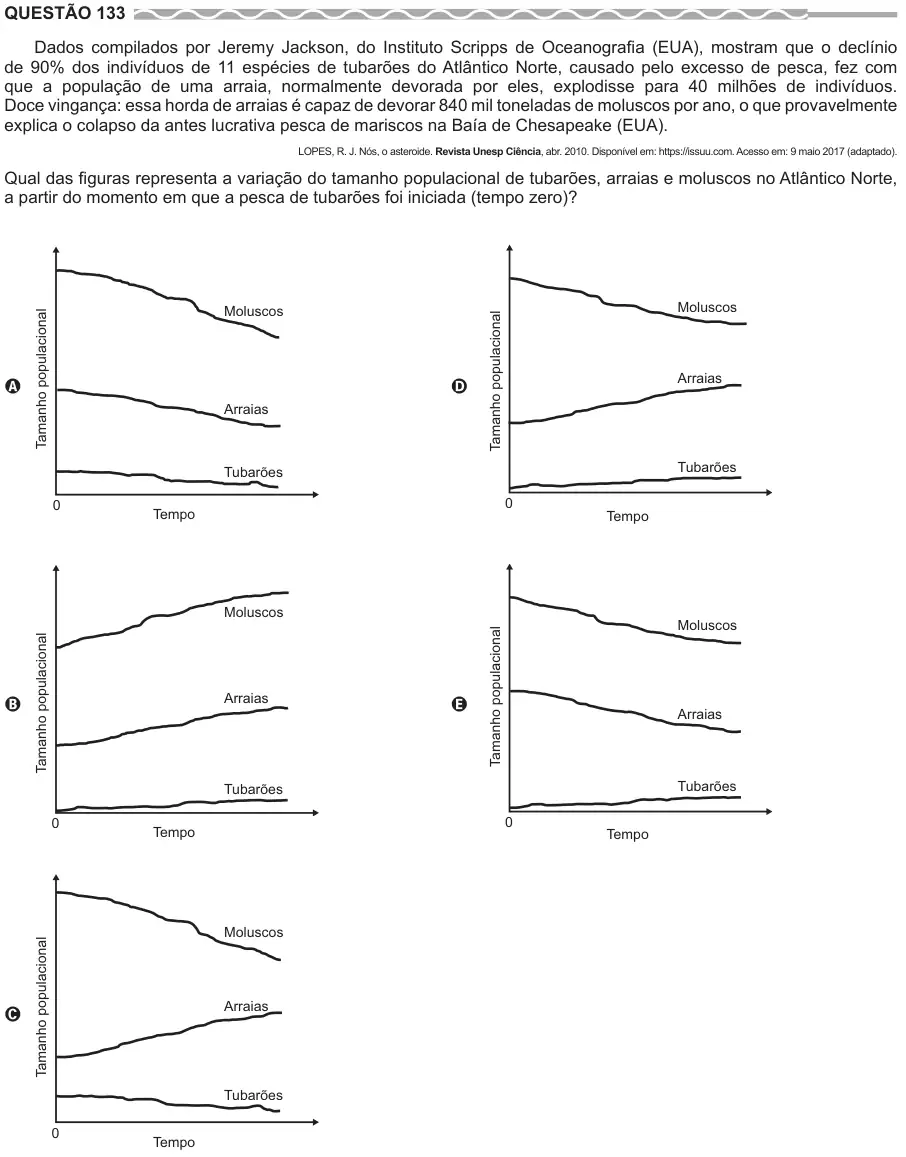 QUESTÃO 133
Dados compilados por Jeremy Jackson, do Instituto Scripps de Oceanografia (EUA), mostram que o declínio
de 90% dos indivíduos de 11 espécies de tubarões do Atlântico Norte, causado pelo excesso de pesca, fez com
que a população de uma arraia, normalmente devorada por eles, explodisse para 40 milhões de indivíduos.
Doce vingança: essa horda de arraias é capaz de devorar 840 mil toneladas de moluscos por ano, o que provavelmente
explica o colapso da antes lucrativa pesca de mariscos na Baía de Chesapeake (EUA).
LOPES, R. J. Nós, o asteroide. Revista Unesp Ciência, abr. 2010. Disponível em: https://issuu.com. Acesso em: 9 maio 2017 (adaptado).
Qual das figuras representa a variação do tamanho populacional de tubarões, arraias e moluscos no Atlântico Norte,
a partir do momento em que a pesca de tubarões foi iniciada (tempo zero)?
A
Tamanho populacional
Moluscos
Arraias
Tubarões
0
Tempo
B
Tamanho populacional
Moluscos
Arraias
Tubarões
0
Tempo
C
Tamanho populacional
Moluscos
Arraias
Tubarões
0
Tempo
D
Tamanho populacional
Moluscos
Arraias
Tubarões
0
Tempo
E
Tamanho populacional
Moluscos
Arraias
Tubarões
0
Tempo